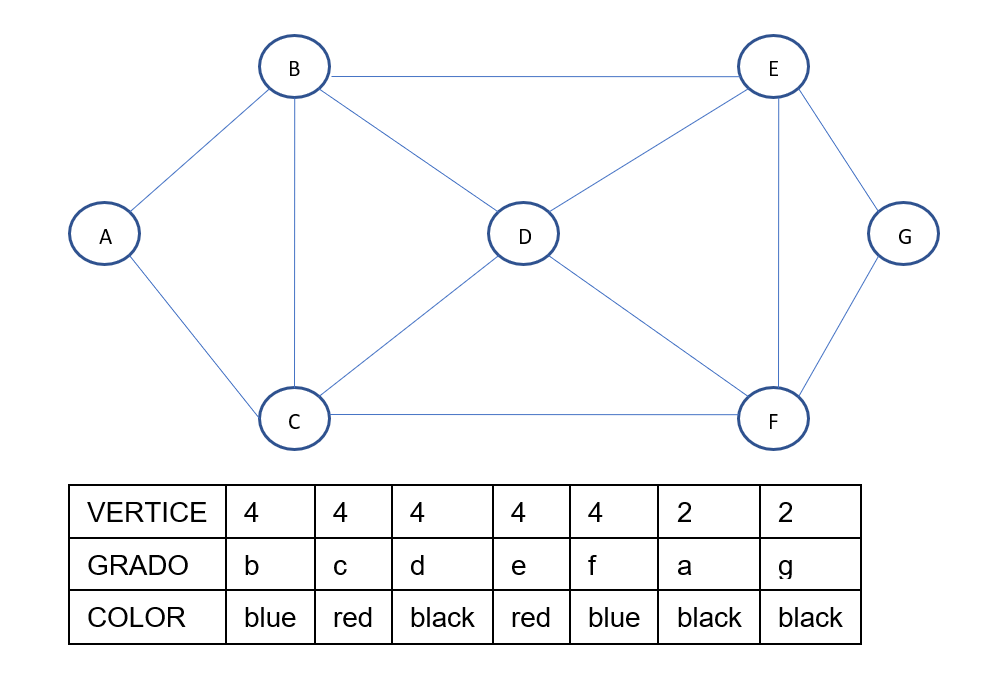 B E
A D G
C F
VERTICE 4 4 4 4 4 2 2
GRADO b c d e f a g
COLOR blue red black red blue black black